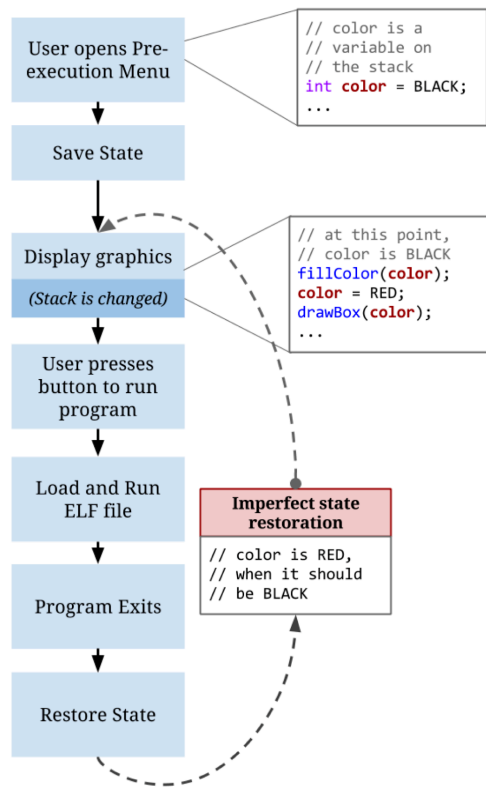 User opens Pre-
execution Menu
// color is a
// variable on
// the stack
int color = BLACK;
...
Save State
Display graphics
(Stack is changed)
// at this point,
// color is BLACK
fillColor(color);
color = RED;
drawBox(color);
...
User presses
button to run
program
Load and Run
ELF file
Imperfect state
restoration
// color is RED,
// when it should
// be BLACK
Program Exits
Restore State